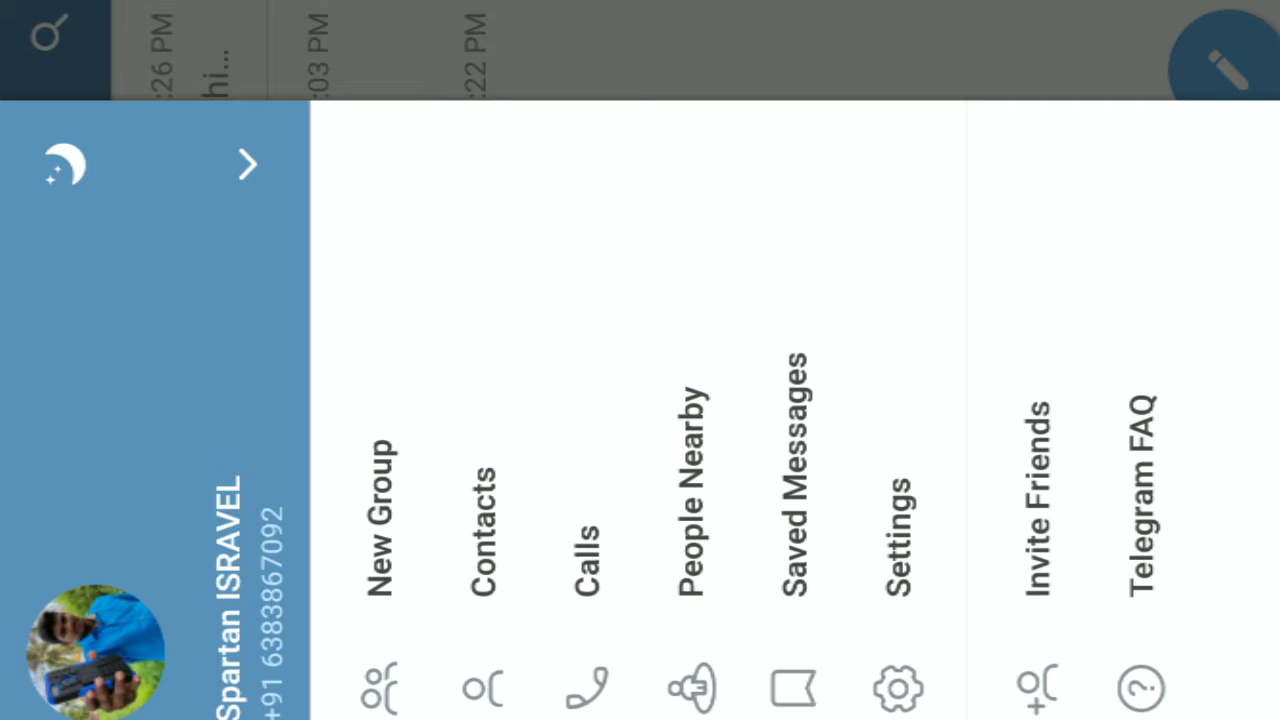 Spartan ISRAVEL
+91 6383867092
New Group
Contacts
Calls
People Nearby
Saved Messages
Settings
Invite Friends
Telegram FAQ
:26 PM
hi...
:03 PM
:22 PM